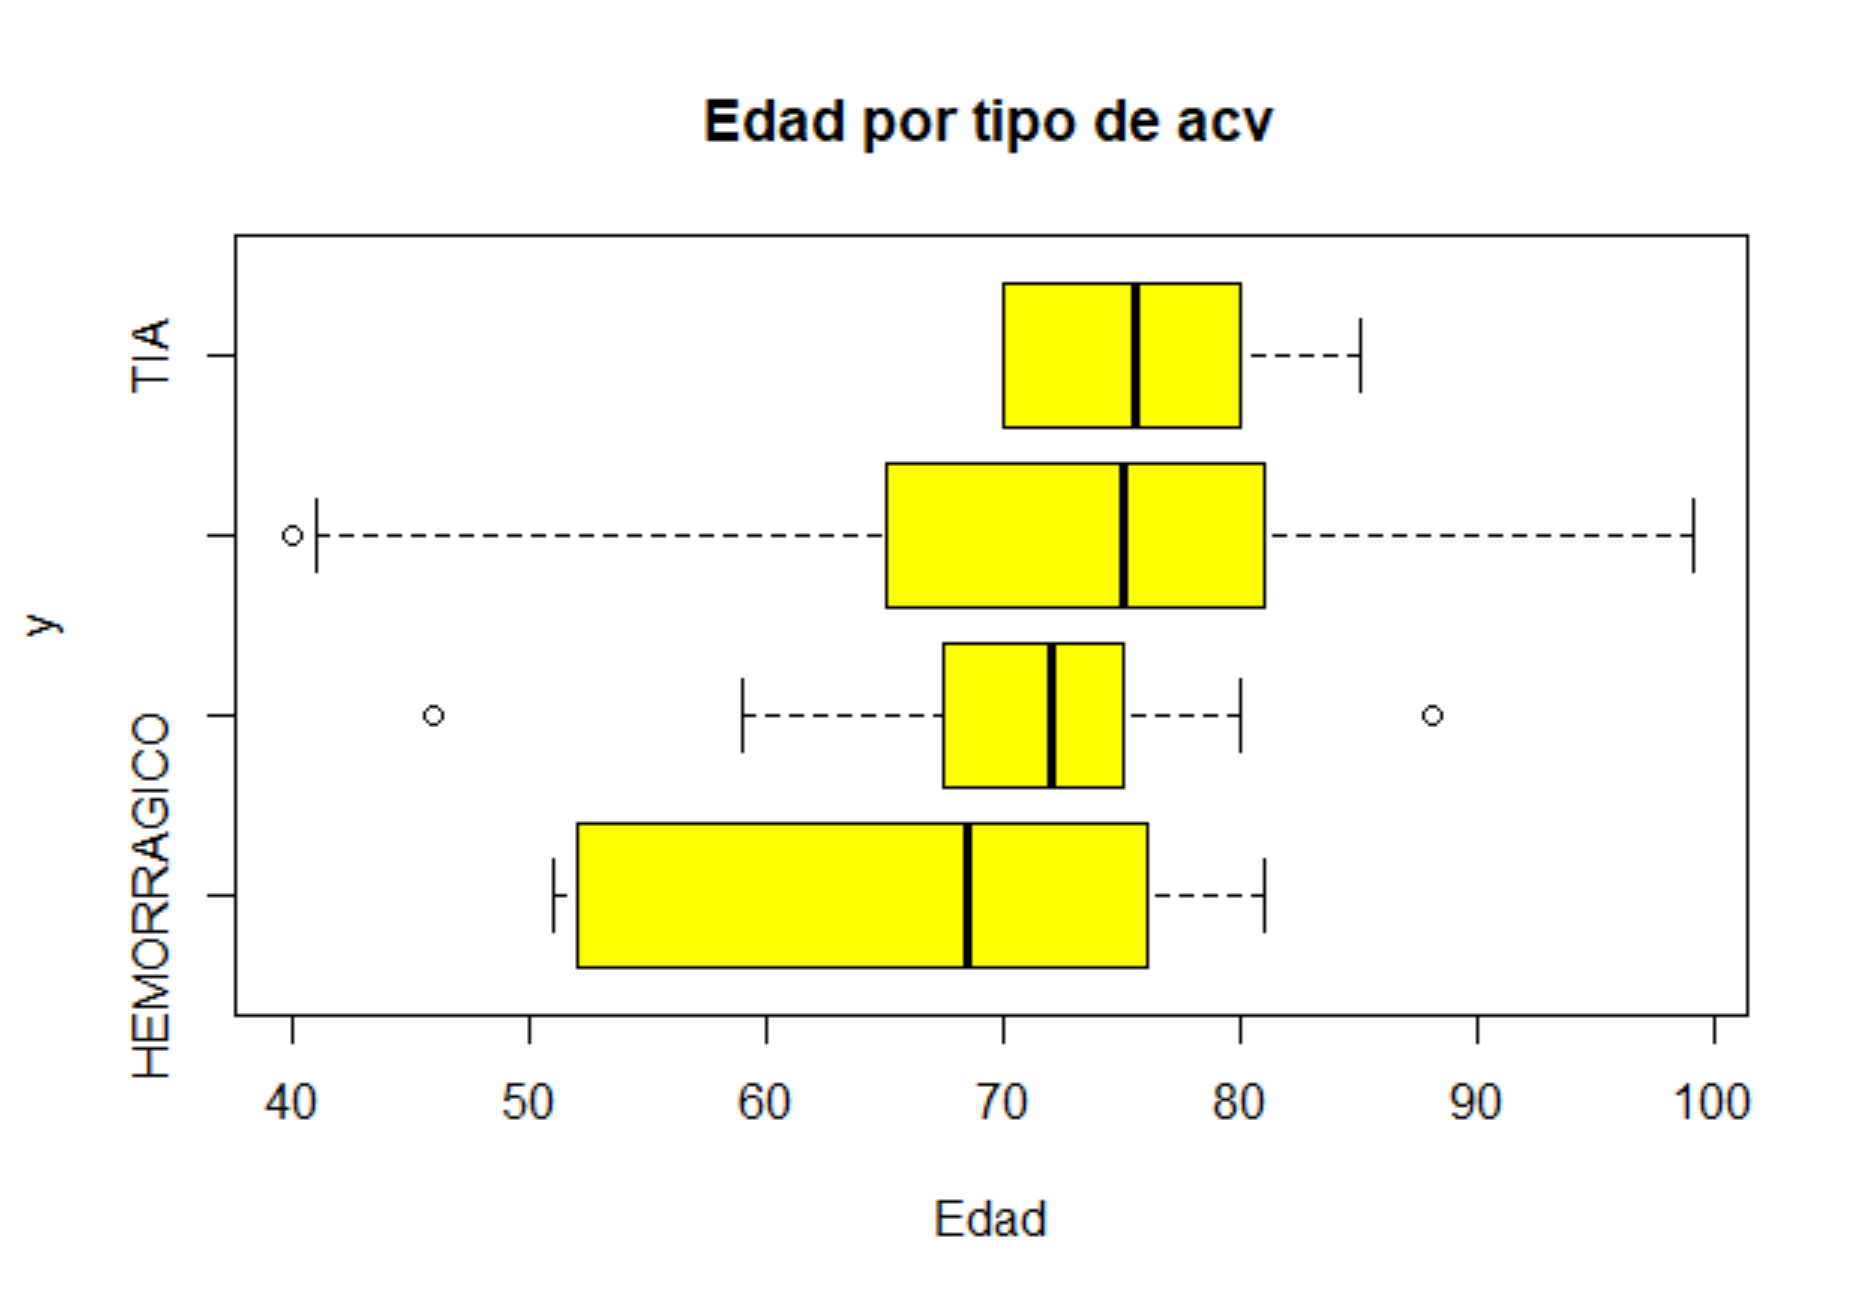 Edad por tipo de acv
TIA
y
HEMORRAGICO
40 50 60 70 80 90 100
Edad